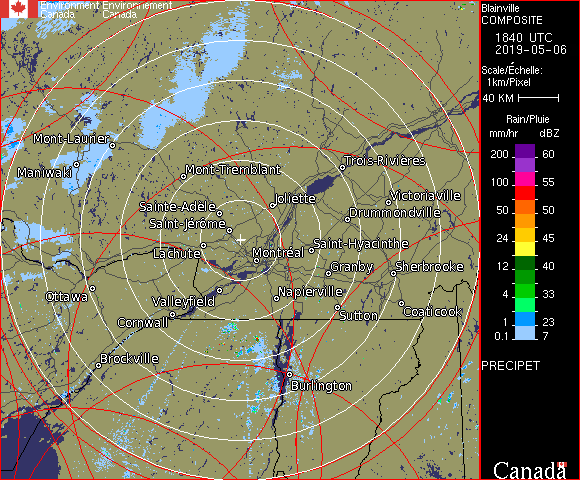 Environment Environnement
Canada Canada
Blainville
COMPOSITE
1840 UTC
2019-05-06
Scale/Échelle:
1km/Pixel
40 KM
Rain/Pluie
mm/hr dBZ
200 60
100 55
50 50
24 45
12 40
4 33
1 23
0.1 7
PRECIPET
Canada
Mont-Laurier
Maniwaki
Mont-Tremblant
Trois-Rivières
Sainte-Adèle
Joliette
Victoriaville
Drummondville
Saint-Jérôme
Lachute
Montréal
Saint-Hyacinthe
Granby
Sherbrooke
Ottawa
Valleyfield
Napierville
Cornwall
Sutton
Coaticook
Brockville
Burlington